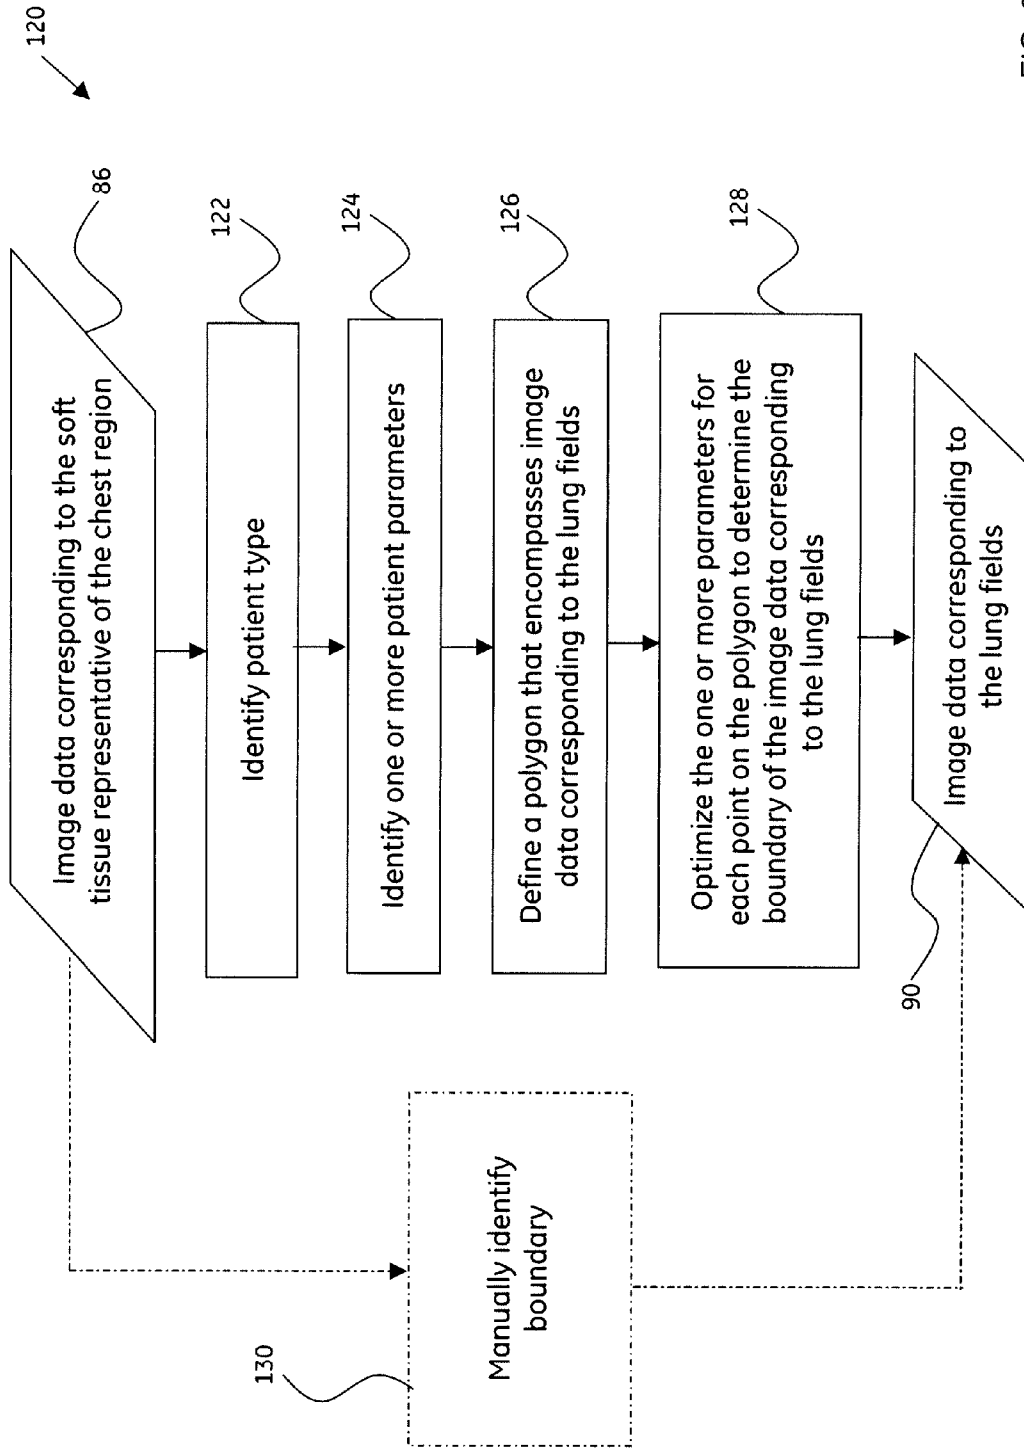 120
86
Image data corresponding to the soft
tissue representative of the chest region
122
Identify patient type
124
Identify one or more patient parameters
126
Define a polygon that encompasses image
data corresponding to the lung fields
128
Optimize the one or more parameters for
each point on the polygon to determine the
boundary of the image data corresponding
to the lung fields
130
Manually identify
boundary
90
Image data corresponding to
the lung fields